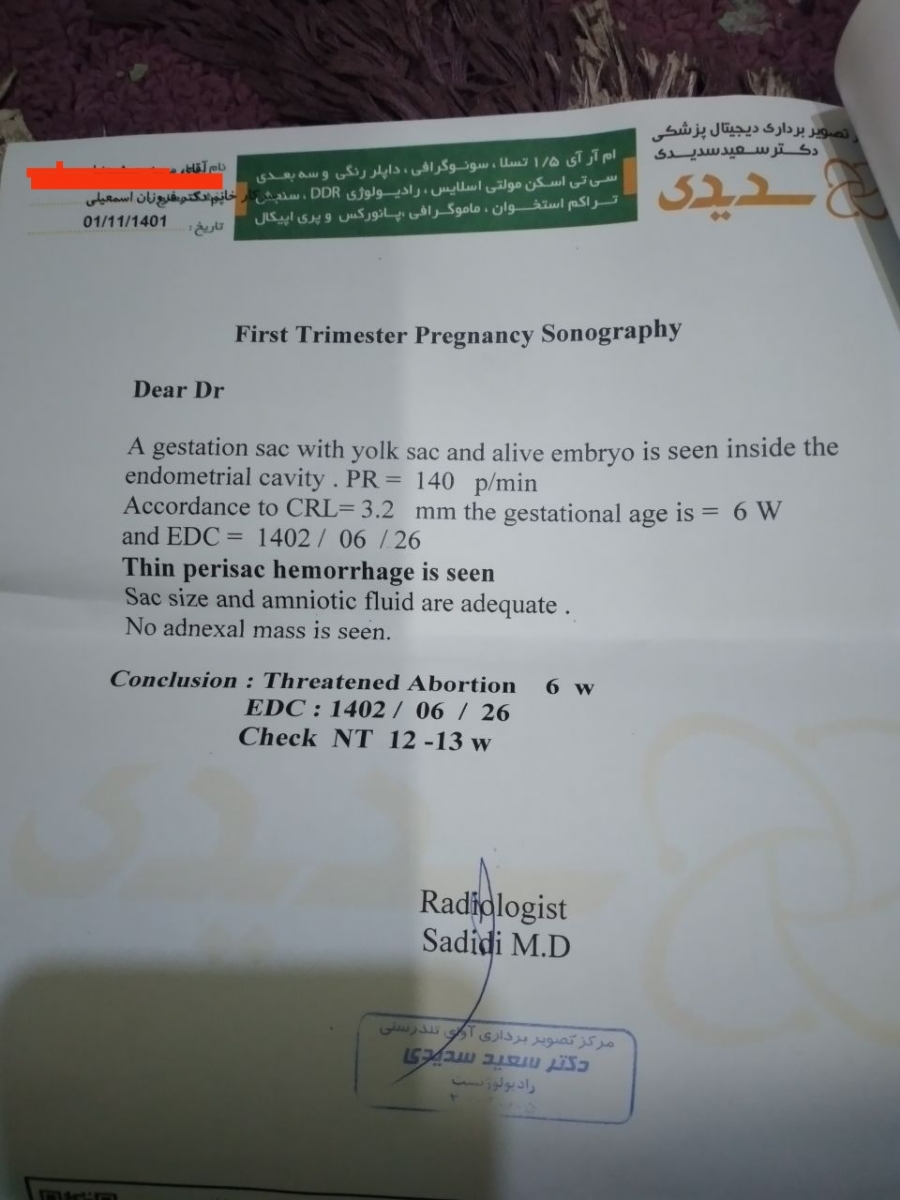 تصویر برداری دیجیتال پزشکی
دکتر سعید سدیدی
سدیدی
ام آر آی ۱/۵ تسلا ، سونوگرافی ، داپلر رنگی و سه بعدی
سی تی اسکن مولتی اسلایس ، رادیولوژی DDR ، سنجش
تراکم استخوان ، ماموگرافی ، پانورکس و پری اپیکال
نام آقا/
خانم دکتر فروزان اسمعیلی
تاریخ: 01/11/1401
First Trimester Pregnancy Sonography
Dear Dr
A gestation sac with yolk sac and alive embryo is seen inside the
endometrial cavity . PR = 140 p/min
Accordance to CRL= 3.2 mm the gestational age is = 6 W
and EDC = 1402 / 06 / 26
Thin perisac hemorrhage is seen
Sac size and amniotic fluid are adequate .
No adnexal mass is seen.
Conclusion : Threatened Abortion 6 w
EDC : 1402 / 06 / 26
Check NT 12 -13 w
Radiologist
Sadidi M.D
مرکز تصویر برداری آوای تندرستی
دکتر سعید سدیدی
رادیولوژیست